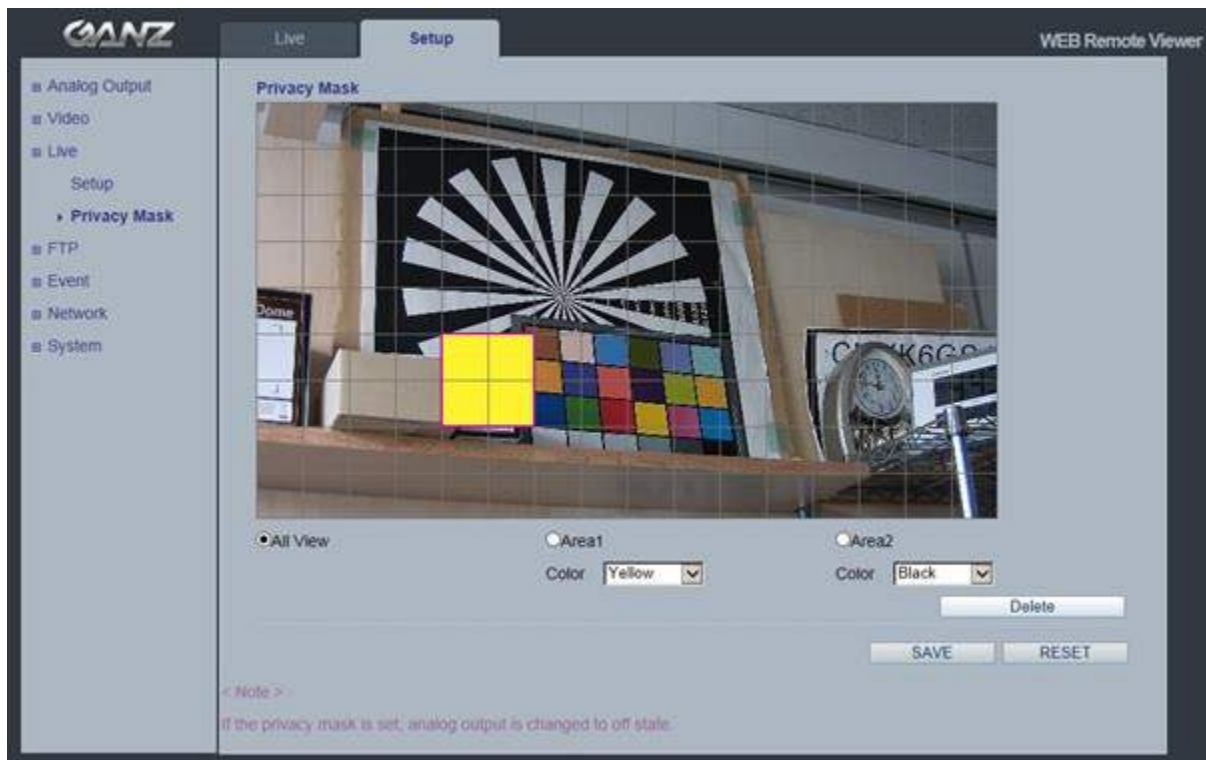 GANZ
Live
Setup
WEB Remote Viewer
Analog Output
Video
Live
Setup
Privacy Mask
FTP
Event
Network
System
Privacy Mask
Dome
All View
Area1
Area2
Color Yellow
Color Black
Delete
SAVE
RESET
< Note >
If the privacy mask is set, analog output is changed to off state.